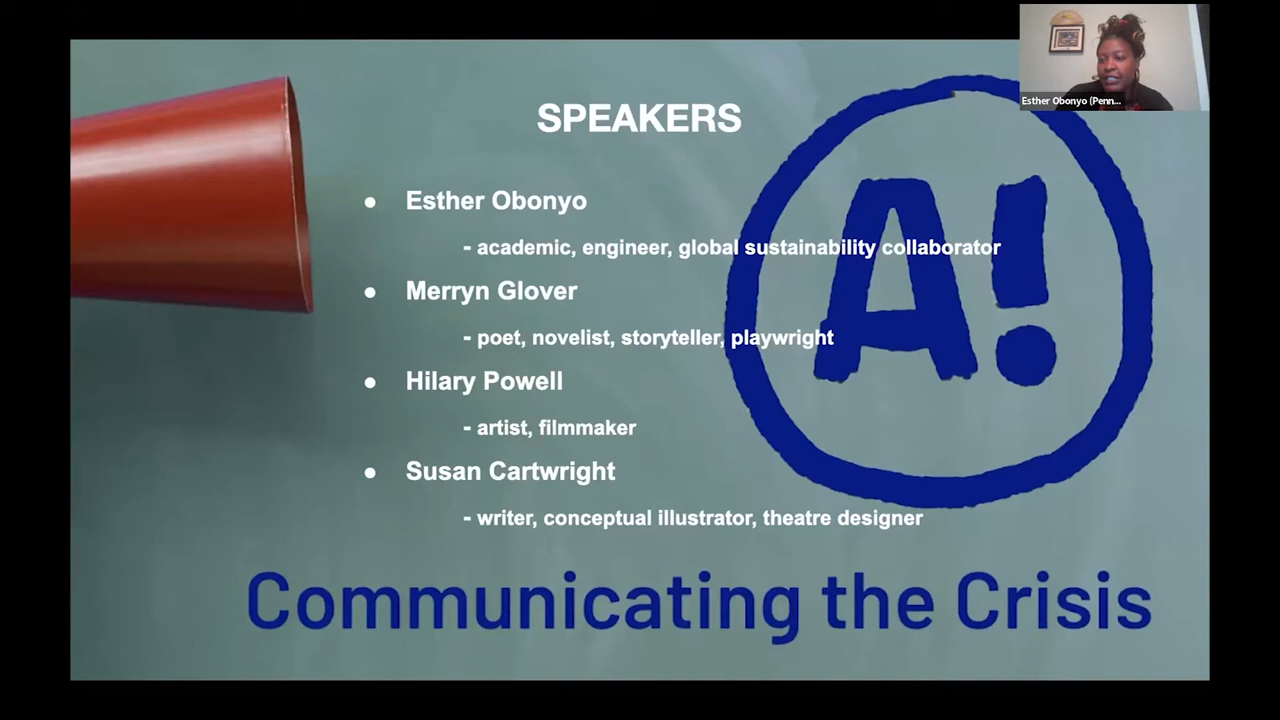 Esther Obonyo (Penn...
SPEAKERS
● Esther Obonyo
- academic, engineer, global sustainability collaborator
● Merryn Glover
- poet, novelist, storyteller, playwright
● Hilary Powell
- artist, filmmaker
● Susan Cartwright
- writer, conceptual illustrator, theatre designer
A!
Communicating the Crisis